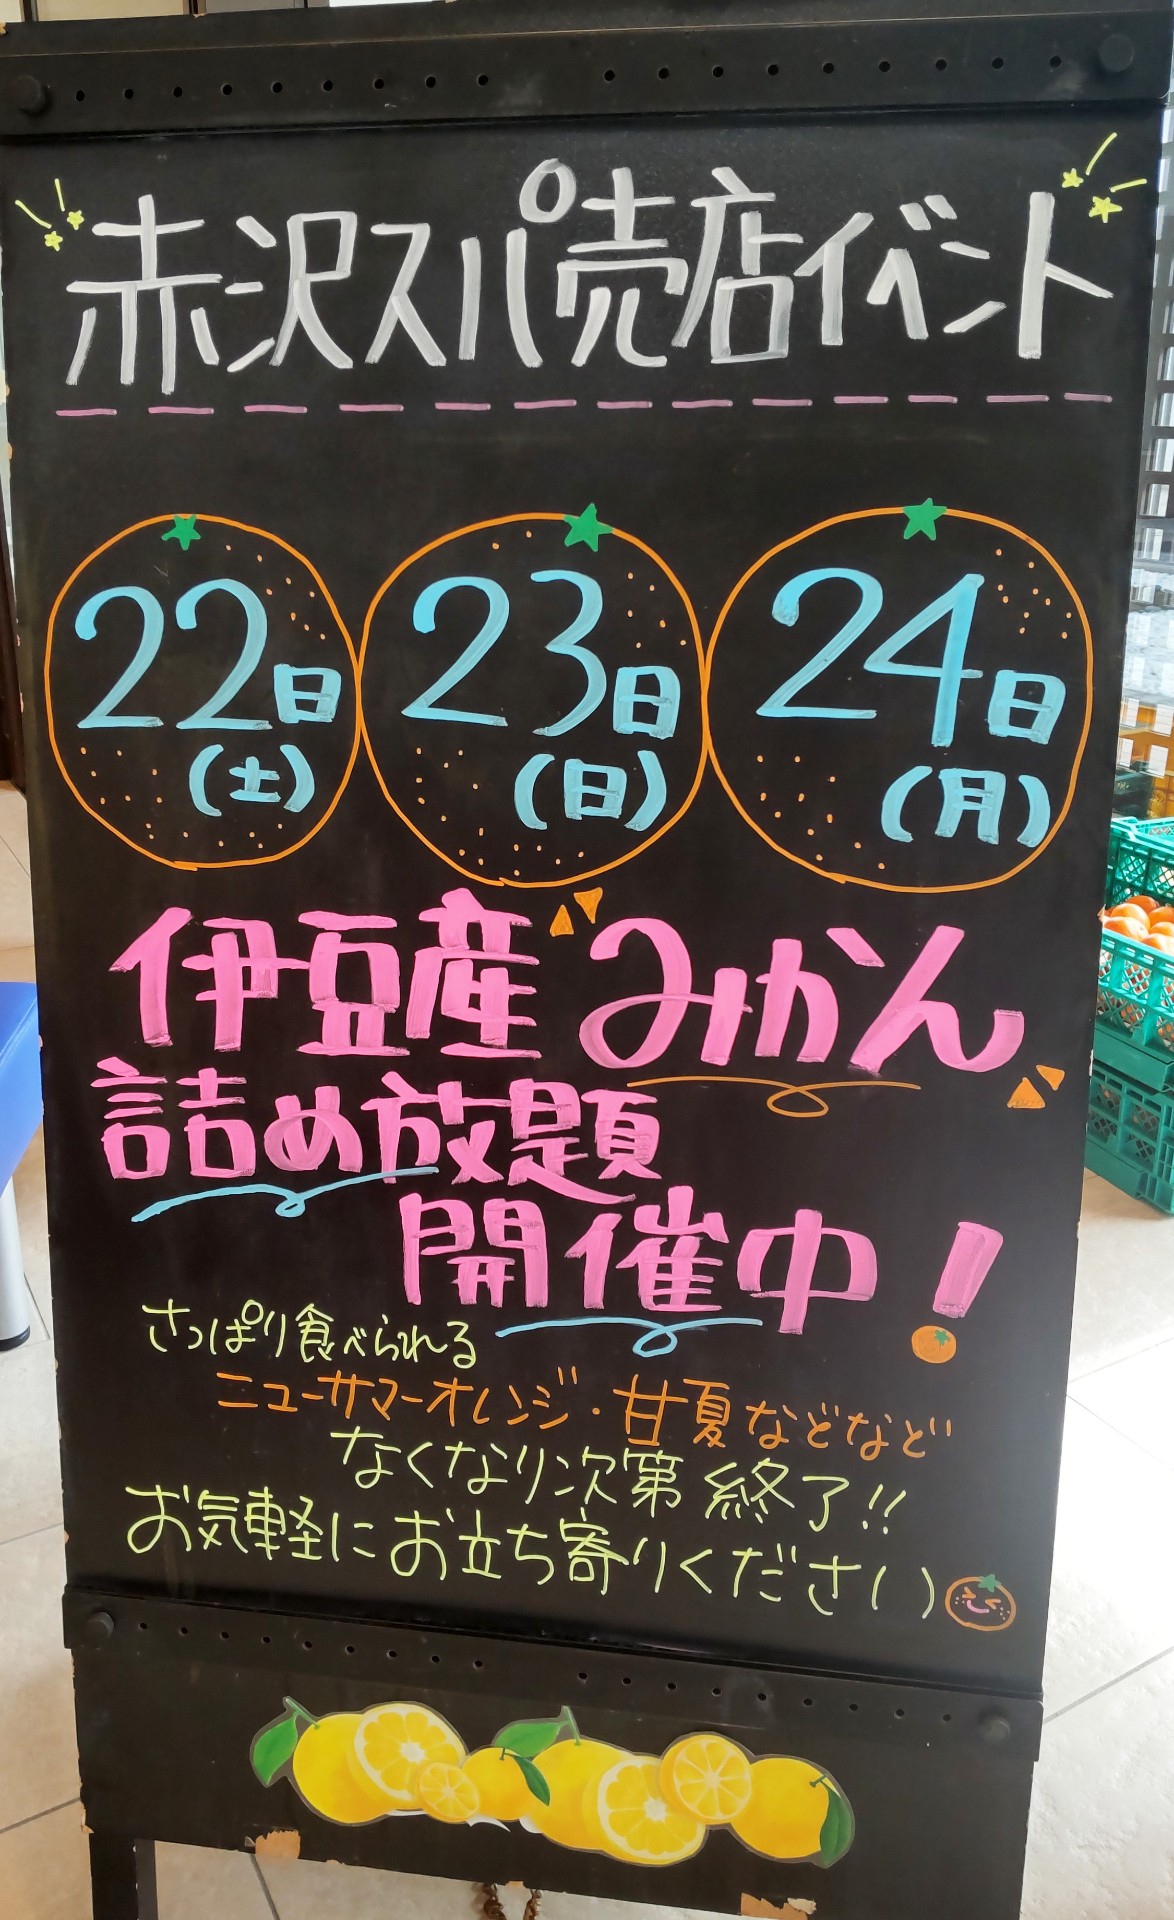 赤沢スパ売店イベント
22日 23日 24日
(土) (日) (月)
伊豆産みかん
詰め放題
開催中!
さっぱり食べられる
ニューサマーオレンジ・甘夏などなど
なくなり次第 終了!!
お気軽にお立ち寄りください